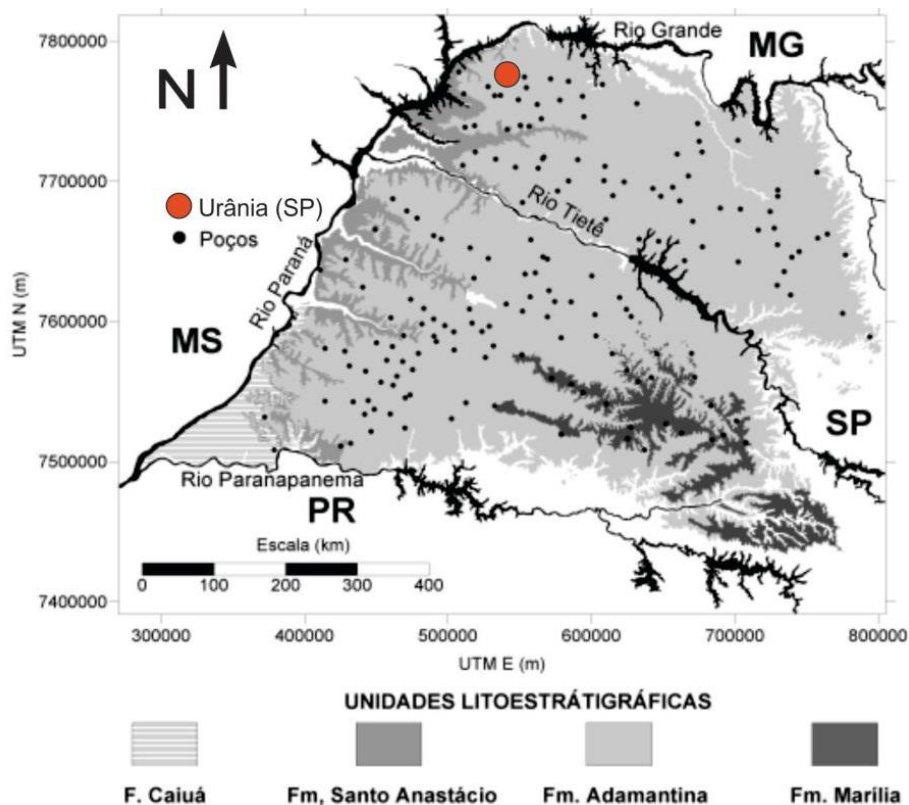 7800000
7700000
7600000
7500000
7400000
UTM N (m)
N
Rio Grande
MG
Urânia (SP)
Poços
Rio Tietê
Rio Paraná
MS
SP
Rio Paranapanema
PR
Escala (km)
0 100 200 300 400
300000 400000 500000 600000 700000 800000
UTM E (m)
UNIDADES LITOESTRÁTIGRÁFICAS
F. Caiuá Fm, Santo Anastácio Fm. Adamantina Fm. Marília